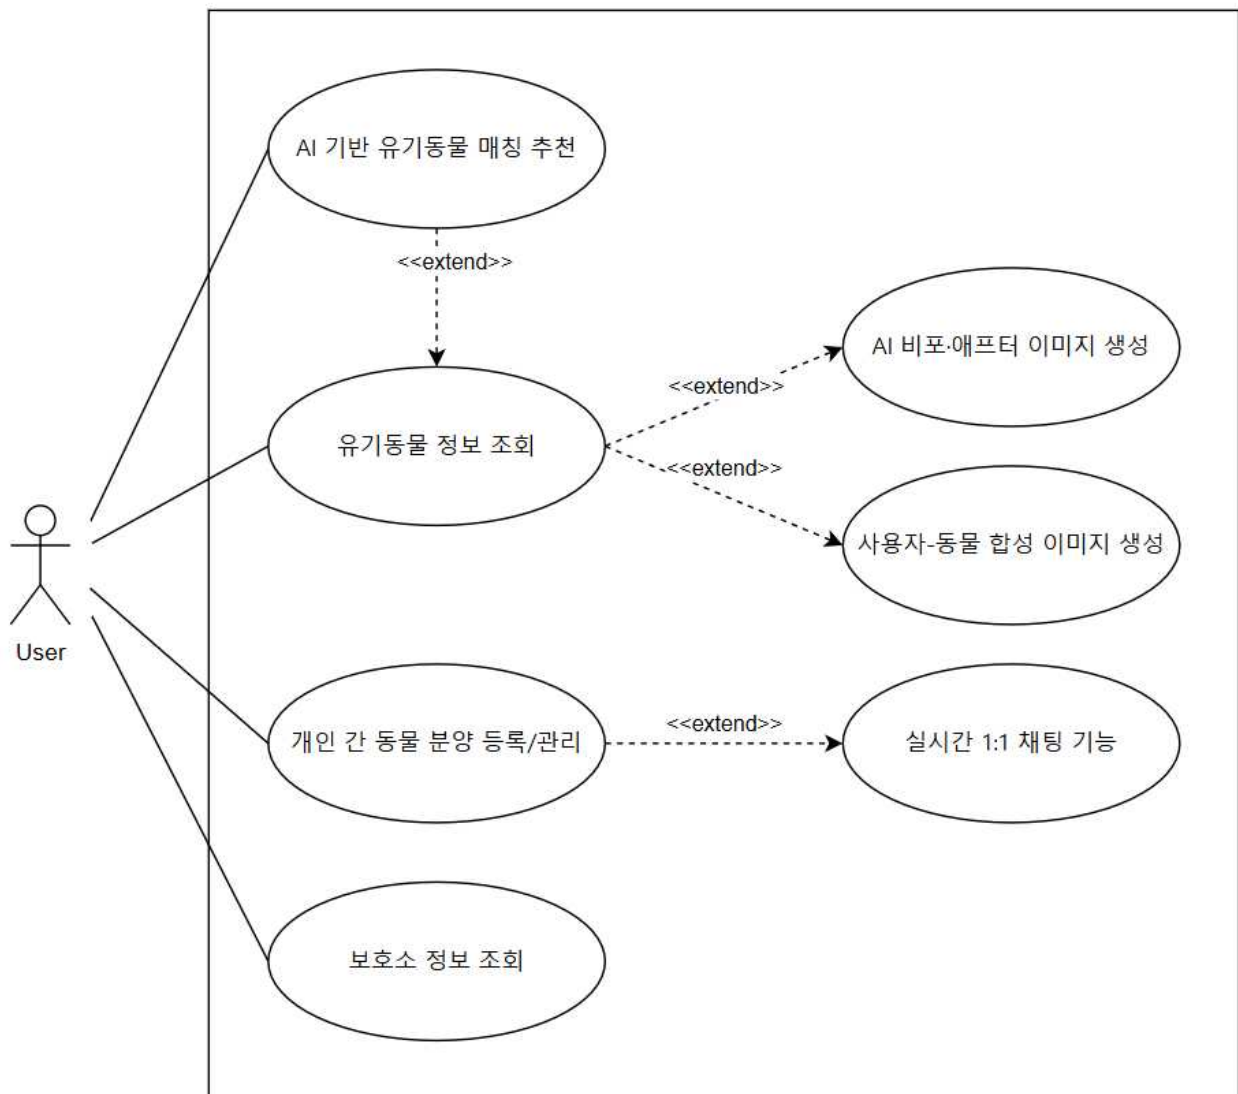 AI 기반 유기동물 매칭 추천
<<extend>>
AI 비포·애프터 이미지 생성
<<extend>>
유기동물 정보 조회
<<extend>>
사용자-동물 합성 이미지 생성
User
개인 간 동물 분양 등록/관리
<<extend>>
실시간 1:1 채팅 기능
보호소 정보 조회